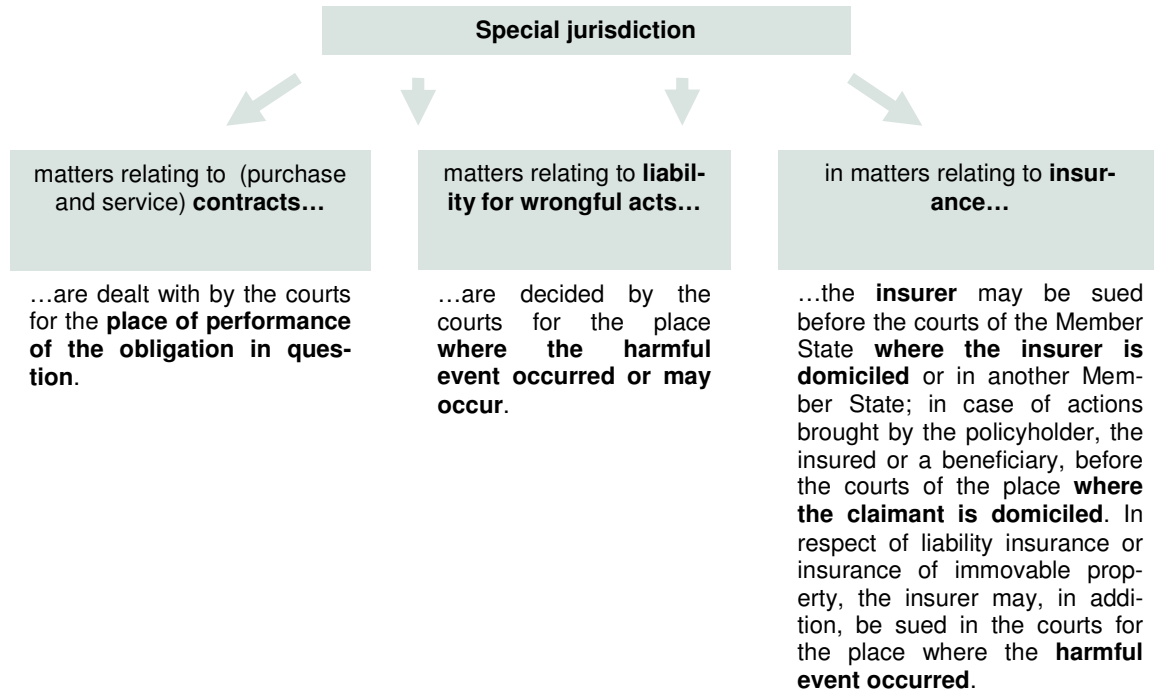 Special jurisdiction
matters relating to (purchase
and service) contracts…
…are dealt with by the courts
for the place of performance
of the obligation in ques-
tion.
matters relating to liabil-
ity for wrongful acts…
…are decided by the
courts for the place
where the harmful
event occurred or may
occur.
in matters relating to insur-
ance…
…the insurer may be sued
before the courts of the Member
State where the insurer is
domiciled or in another Mem-
ber State; in case of actions
brought by the policyholder, the
insured or a beneficiary, before
the courts of the place where
the claimant is domiciled. In
respect of liability insurance or
insurance of immovable prop-
erty, the insurer may, in addi-
tion, be sued in the courts for
the place where the harmful
event occurred.